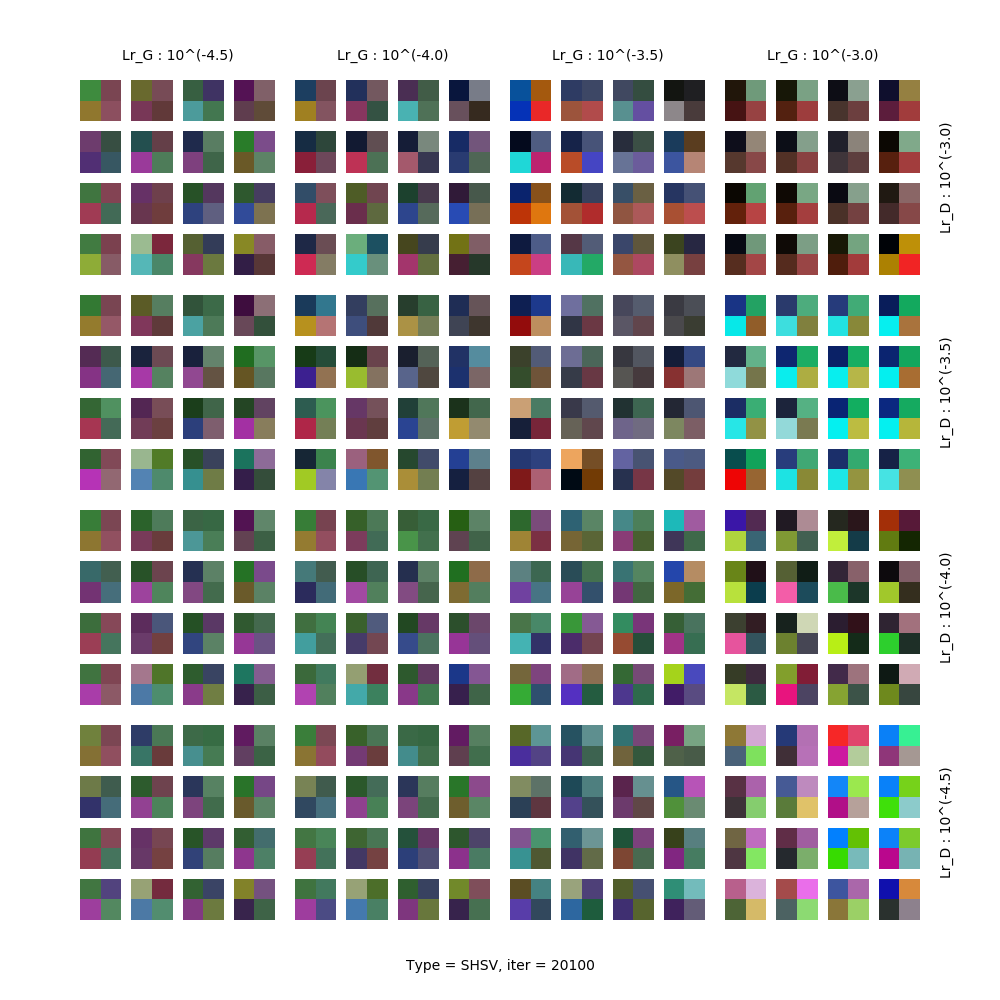 Lr_G : 10^(-4.5)
Lr_G : 10^(-4.0)
Lr_G : 10^(-3.5)
Lr_G : 10^(-3.0)
Lr_D : 10^(-3.0)
Lr_D : 10^(-3.5)
Lr_D : 10^(-4.0)
Lr_D : 10^(-4.5)
Type = SHSV, iter = 20100